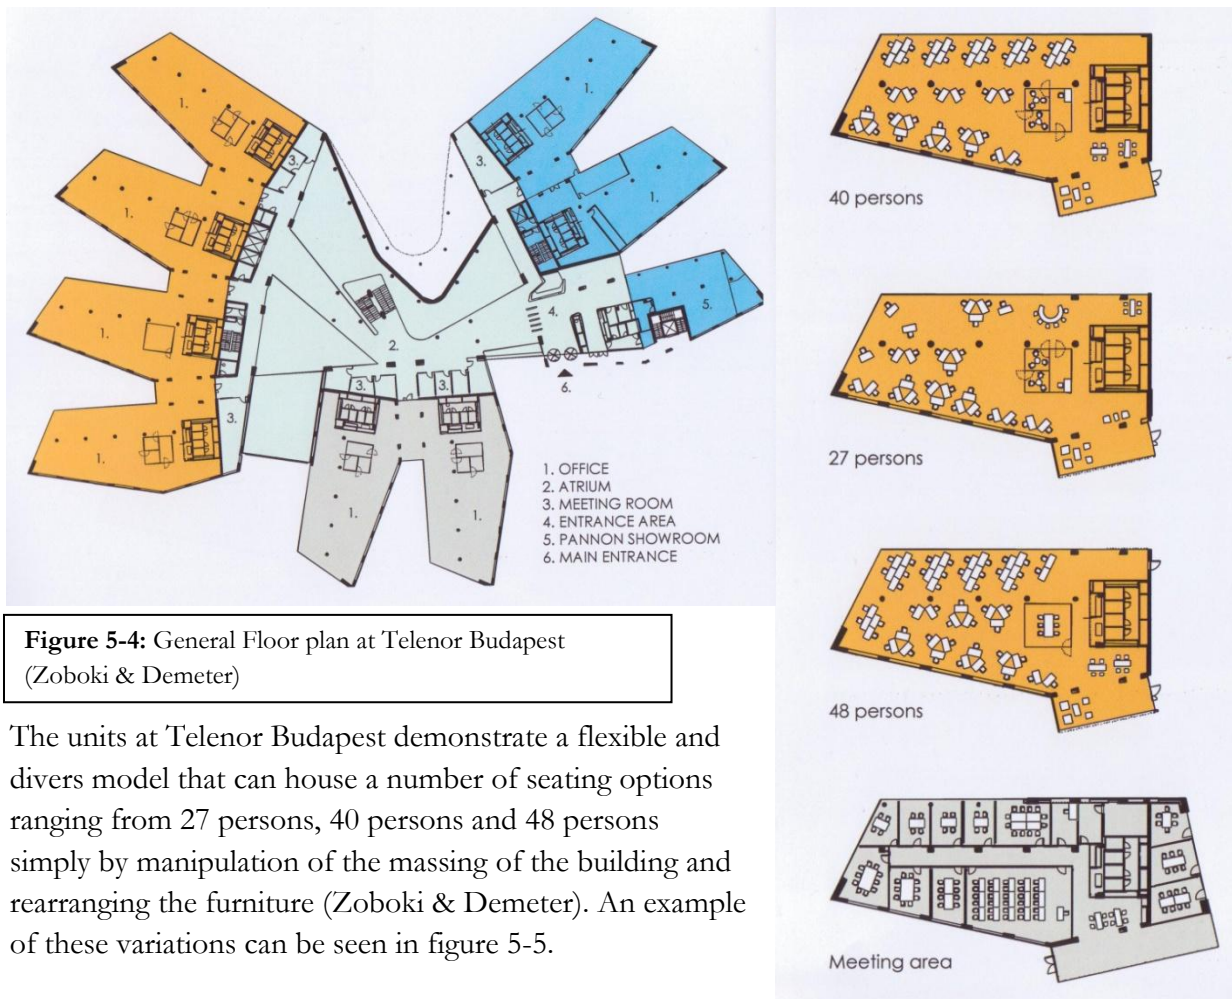 1.
1.
3.
3.
1.
1.
1.
4.
5.
1.
2.
3.
3.
6.
3.
1.
1.
1.
1. OFFICE
2. ATRIUM
3. MEETING ROOM
4. ENTRANCE AREA
5. PANNON SHOWROOM
6. MAIN ENTRANCE
Figure 5-4: General Floor plan at Telenor Budapest
(Zoboki & Demeter)
The units at Telenor Budapest demonstrate a flexible and
divers model that can house a number of seating options
ranging from 27 persons, 40 persons and 48 persons
simply by manipulation of the massing of the building and
rearranging the furniture (Zoboki & Demeter). An example
of these variations can be seen in figure 5-5.
40 persons
27 persons
48 persons
Meeting area